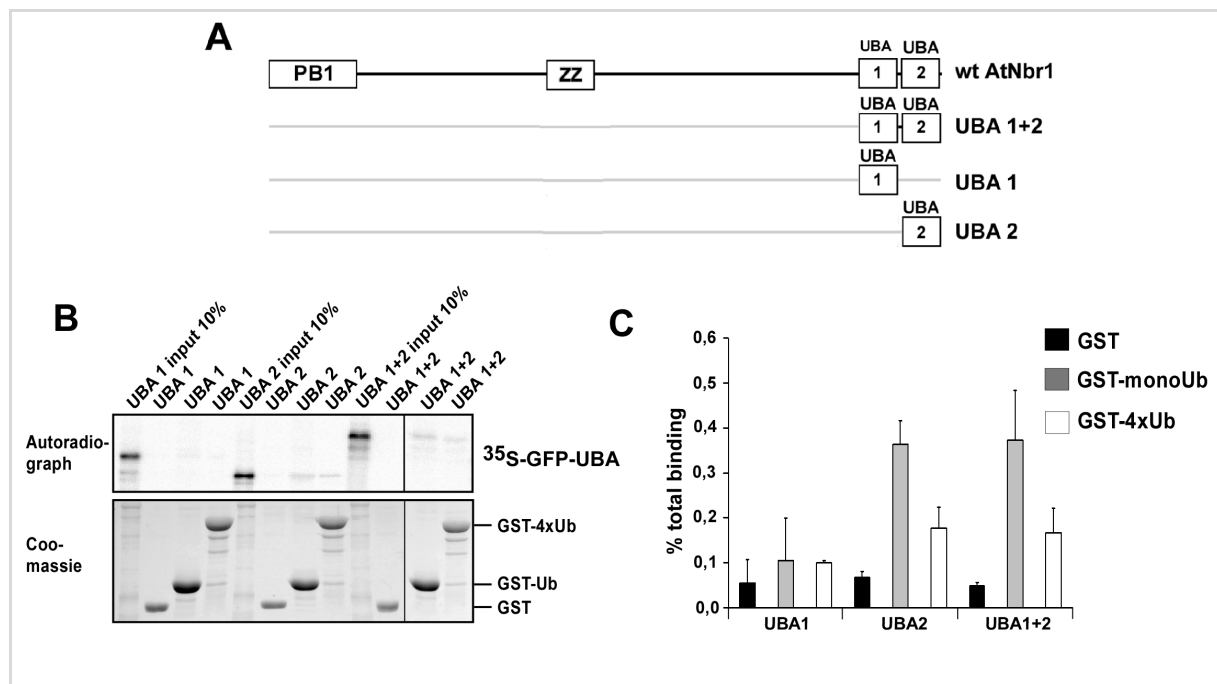 A
PB1
ZZ
UBA
1
UBA
2
wt AtNbr1
UBA
1
UBA
2
UBA 1+2
UBA
1
UBA 1
UBA
2
UBA 2
B
UBA 1 input 10%
UBA 1
UBA 1
UBA 1
UBA 2 input 10%
UBA 2
UBA 2
UBA 2
UBA 1+2 input 10%
UBA 1+2
UBA 1+2
UBA 1+2
Autoradio-
graph
35S-GFP-UBA
Coo-
massie
GST-4xUb
GST-Ub
GST
C
% total binding
0,6
0,5
0,4
0,3
0,2
0,1
0,0
UBA1
UBA2
UBA1+2
GST
GST-monoUb
GST-4xUb